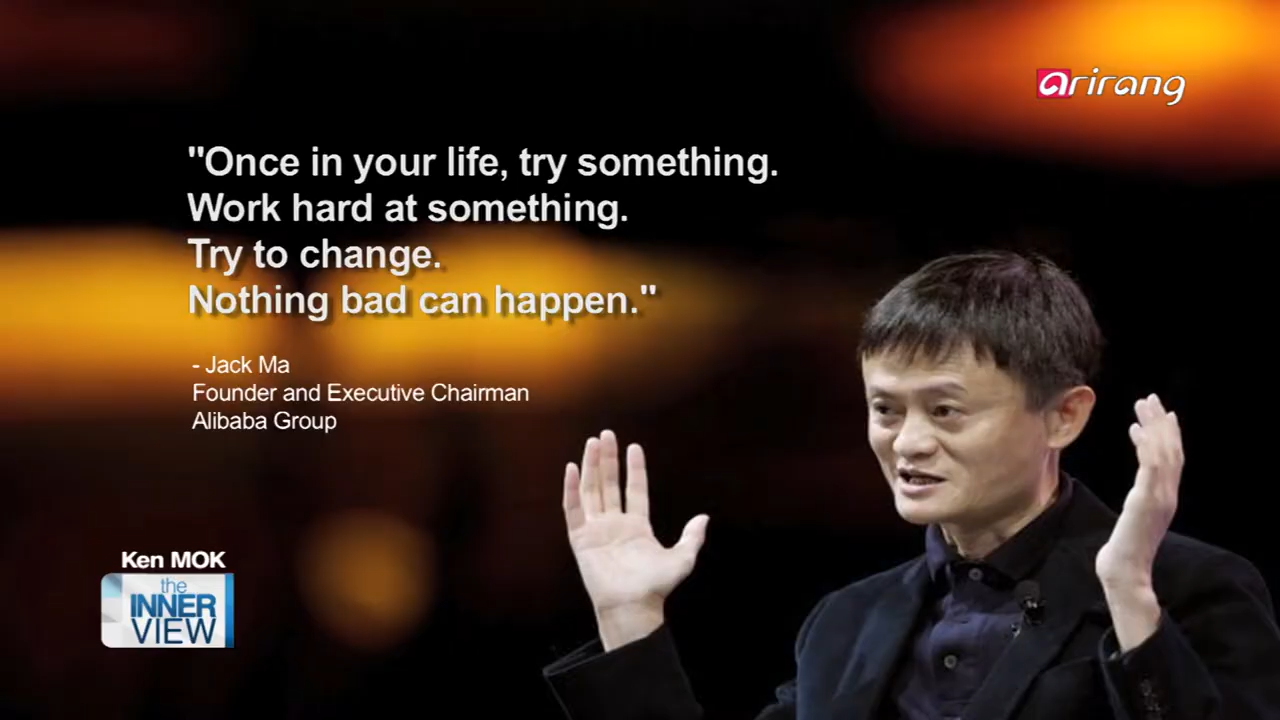 arirang
"Once in your life, try something.
Work hard at something.
Try to change.
Nothing bad can happen."
- Jack Ma
Founder and Executive Chairman
Alibaba Group
Ken MOK
the
INNER
VIEW